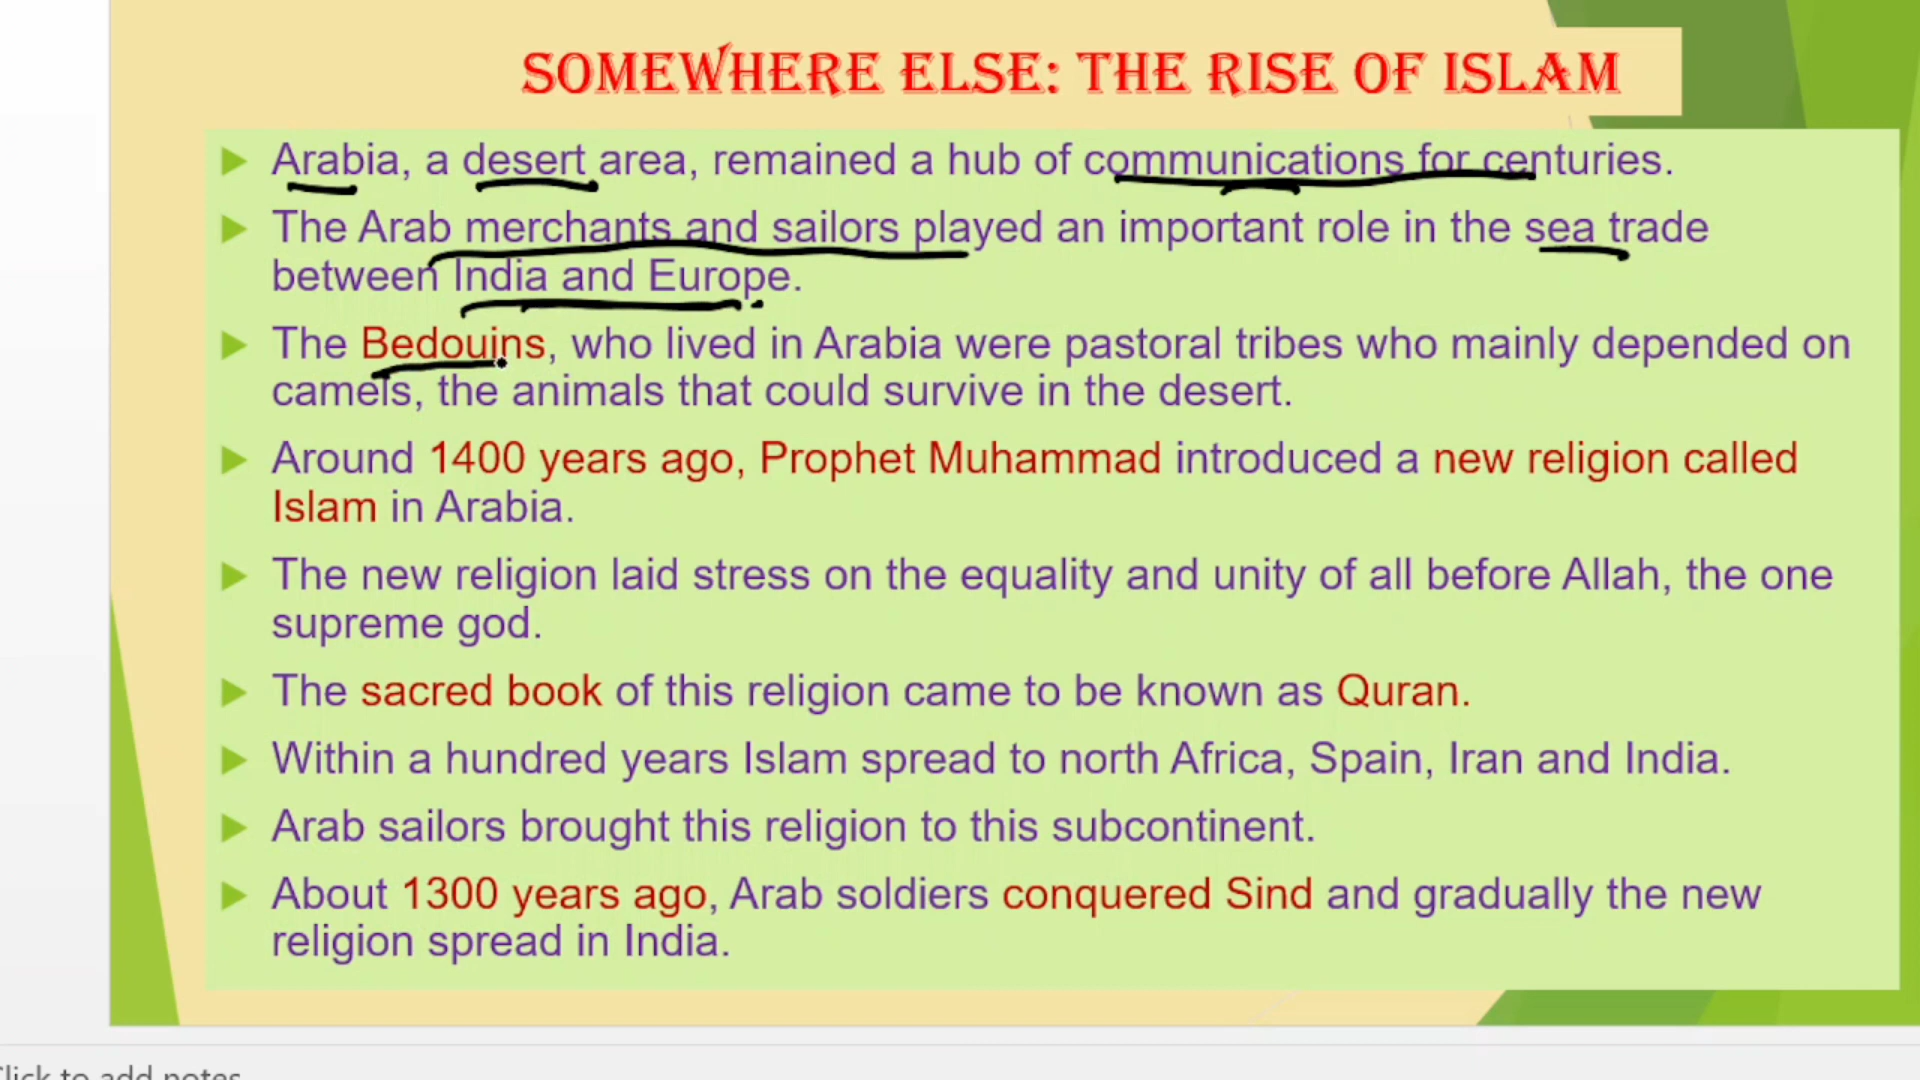 SOMEWHERE ELSE: THE RISE OF ISLAM
Arabia, a desert area, remained a hub of communications for centuries.
The Arab merchants and sailors played an important role in the sea trade
between India and Europe.
The Bedouins, who lived in Arabia were pastoral tribes who mainly depended on
camels, the animals that could survive in the desert.
Around 1400 years ago, Prophet Muhammad introduced a new religion called
Islam in Arabia.
The new religion laid stress on the equality and unity of all before Allah, the one
supreme god.
The sacred book of this religion came to be known as Quran.
Within a hundred years Islam spread to north Africa, Spain, Iran and India.
Arab sailors brought this religion to this subcontinent.
About 1300 years ago, Arab soldiers conquered Sind and gradually the new
religion spread in India.
Click to add notes